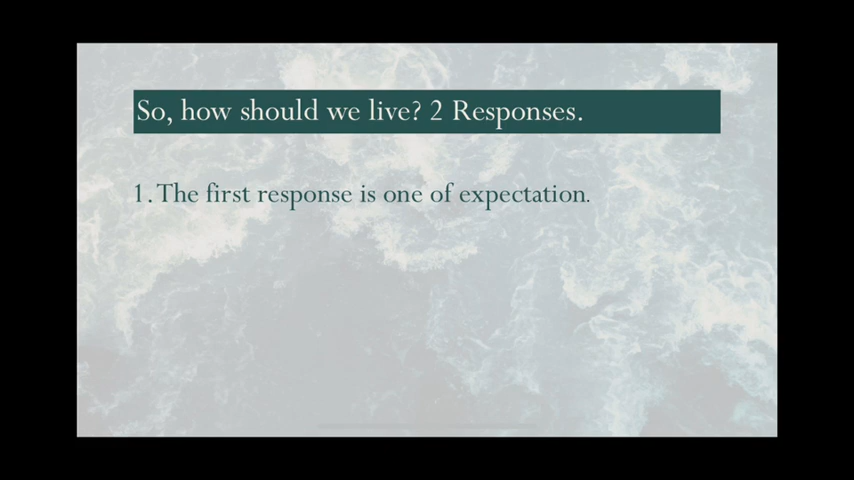 So, how should we live? 2 Responses.
1. The first response is one of expectation.